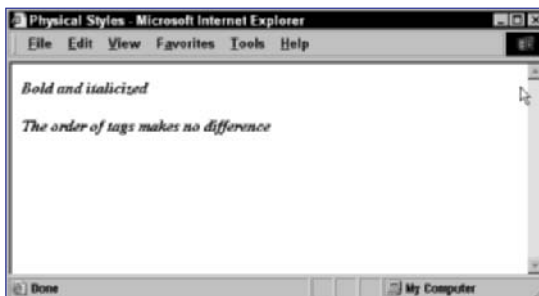 Physical Styles - Microsoft Internet Explorer
File Edit View Favorites Tools Help
Bold and italicized
The order of tags makes no difference
Done
My Computer